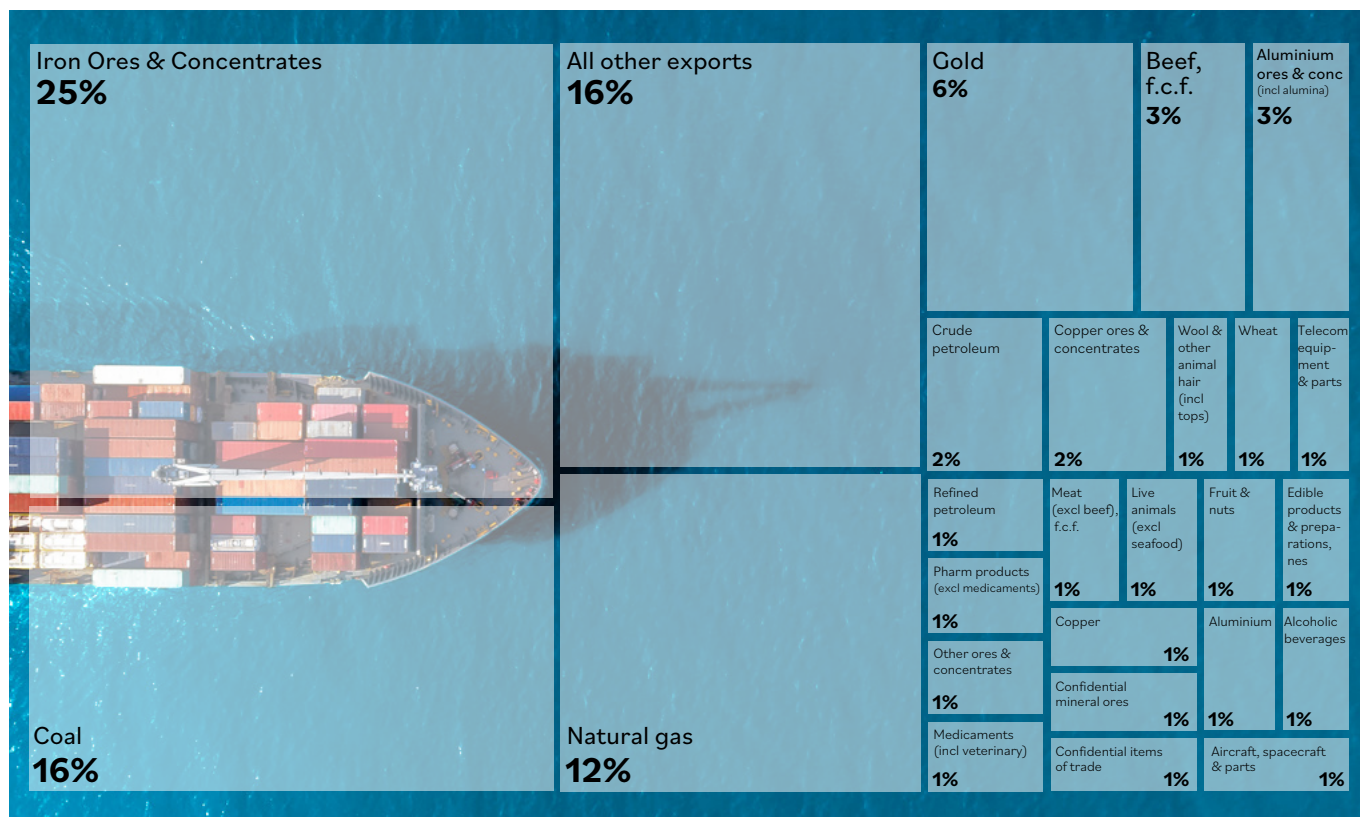 Iron Ores & Concentrates
25%
All other exports
16%
Gold
6%
Beef,
f.c.f.
3%
Aluminium
ores & conc
(incl alumina)
3%
Crude
petroleum
2%
Copper ores &
concentrates
2%
Wool &
other
animal
hair
(incl
tops)
1%
Wheat
1%
Telecom
equip-
ment
& parts
1%
Refined
petroleum
1%
Meat
(excl beef),
f.c.f.
1%
Live
animals
(excl
seafood)
1%
Fruit &
nuts
1%
Edible
products
& prepa-
rations,
nes
1%
Pharm products
(excl medicaments)
1%
Copper
1%
Aluminium
1%
Alcoholic
beverages
1%
Other ores &
concentrates
1%
Confidential
mineral ores
1%
Coal
16%
Natural gas
12%
Medicaments
(incl veterinary)
1%
Confidential items
of trade
1%
Aircraft, spacecraft
& parts
1%